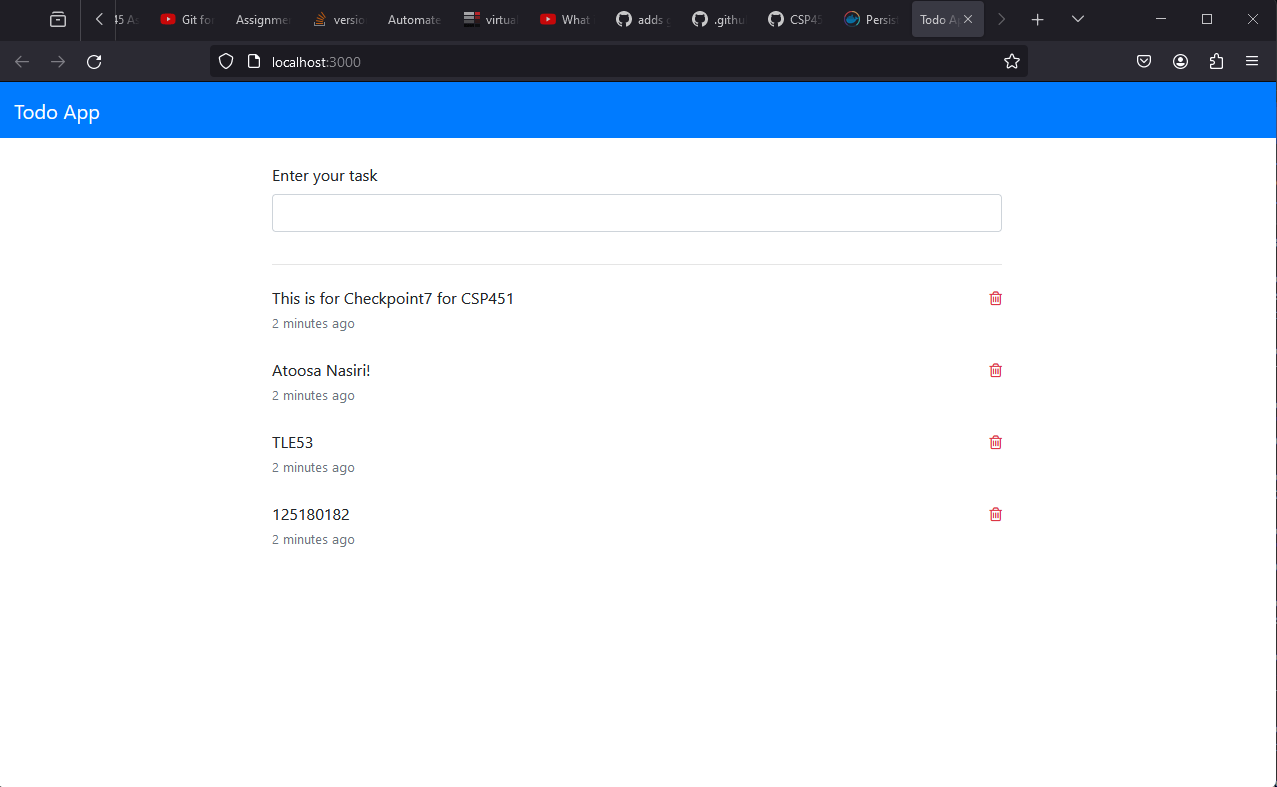 45 As
Git for
Assignme
versio
Automate
virtua
What
adds g
.githu
CSP45
Persis
Todo Ap
localhost:3000
Todo App
Enter your task
This is for Checkpoint7 for CSP451
2 minutes ago
Atoosa Nasiri!
2 minutes ago
TLE53
2 minutes ago
125180182
2 minutes ago